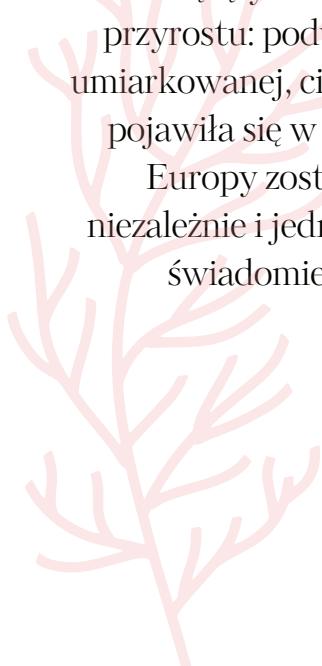 przyrostu:
umiarkowanej,
pojawiła się w
Europy
niezależnie i
świadomie